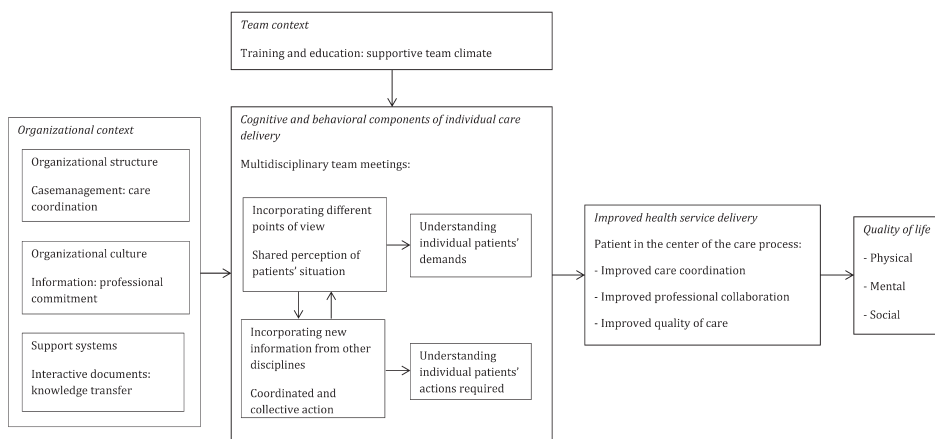 Team context
Training and education: supportive team climate
Organizational context
Organizational structure
Casemanagement: care
coordination
Organizational culture
Information: professional
commitment
Support systems
Interactive documents:
knowledge transfer
Cognitive and behavioral components of individual care
delivery
Multidisciplinary team meetings:
Incorporating different
points of view
Shared perception of
patients' situation
Understanding
individual patients'
demands
Incorporating new
information from other
disciplines
Coordinated and
collective action
Understanding
individual patients'
actions required
Improved health service delivery
Patient in the center of the care process:
- Improved care coordination
- Improved professional collaboration
- Improved quality of care
Quality of life
- Physical
- Mental
- Social